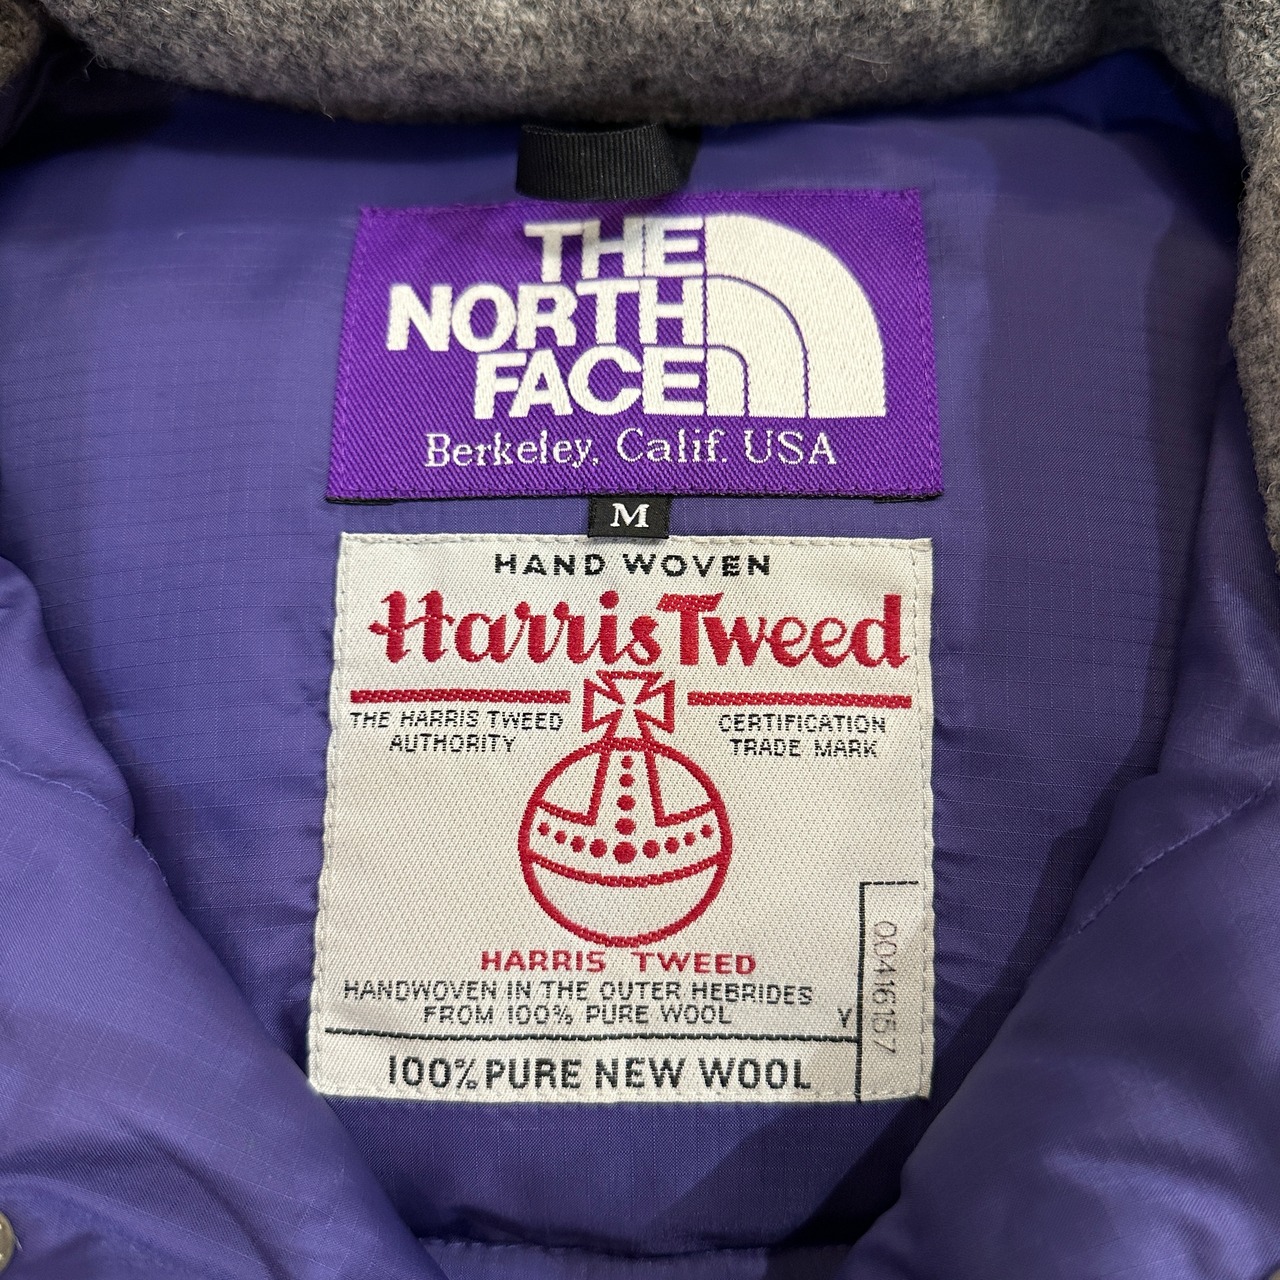 THE
NORTH
FACE
Berkeley, Calif. USA
M
HAND WOVEN
Harris Tweed
THE HARRIS TWEED
AUTHORITY
CERTIFICATION
TRADE MARK
HARRIS TWEED
HANDWOVEN IN THE OUTER HEBRIDES
FROM 100% PURE WOOL
Y
00416157
100% PURE NEW WOOL